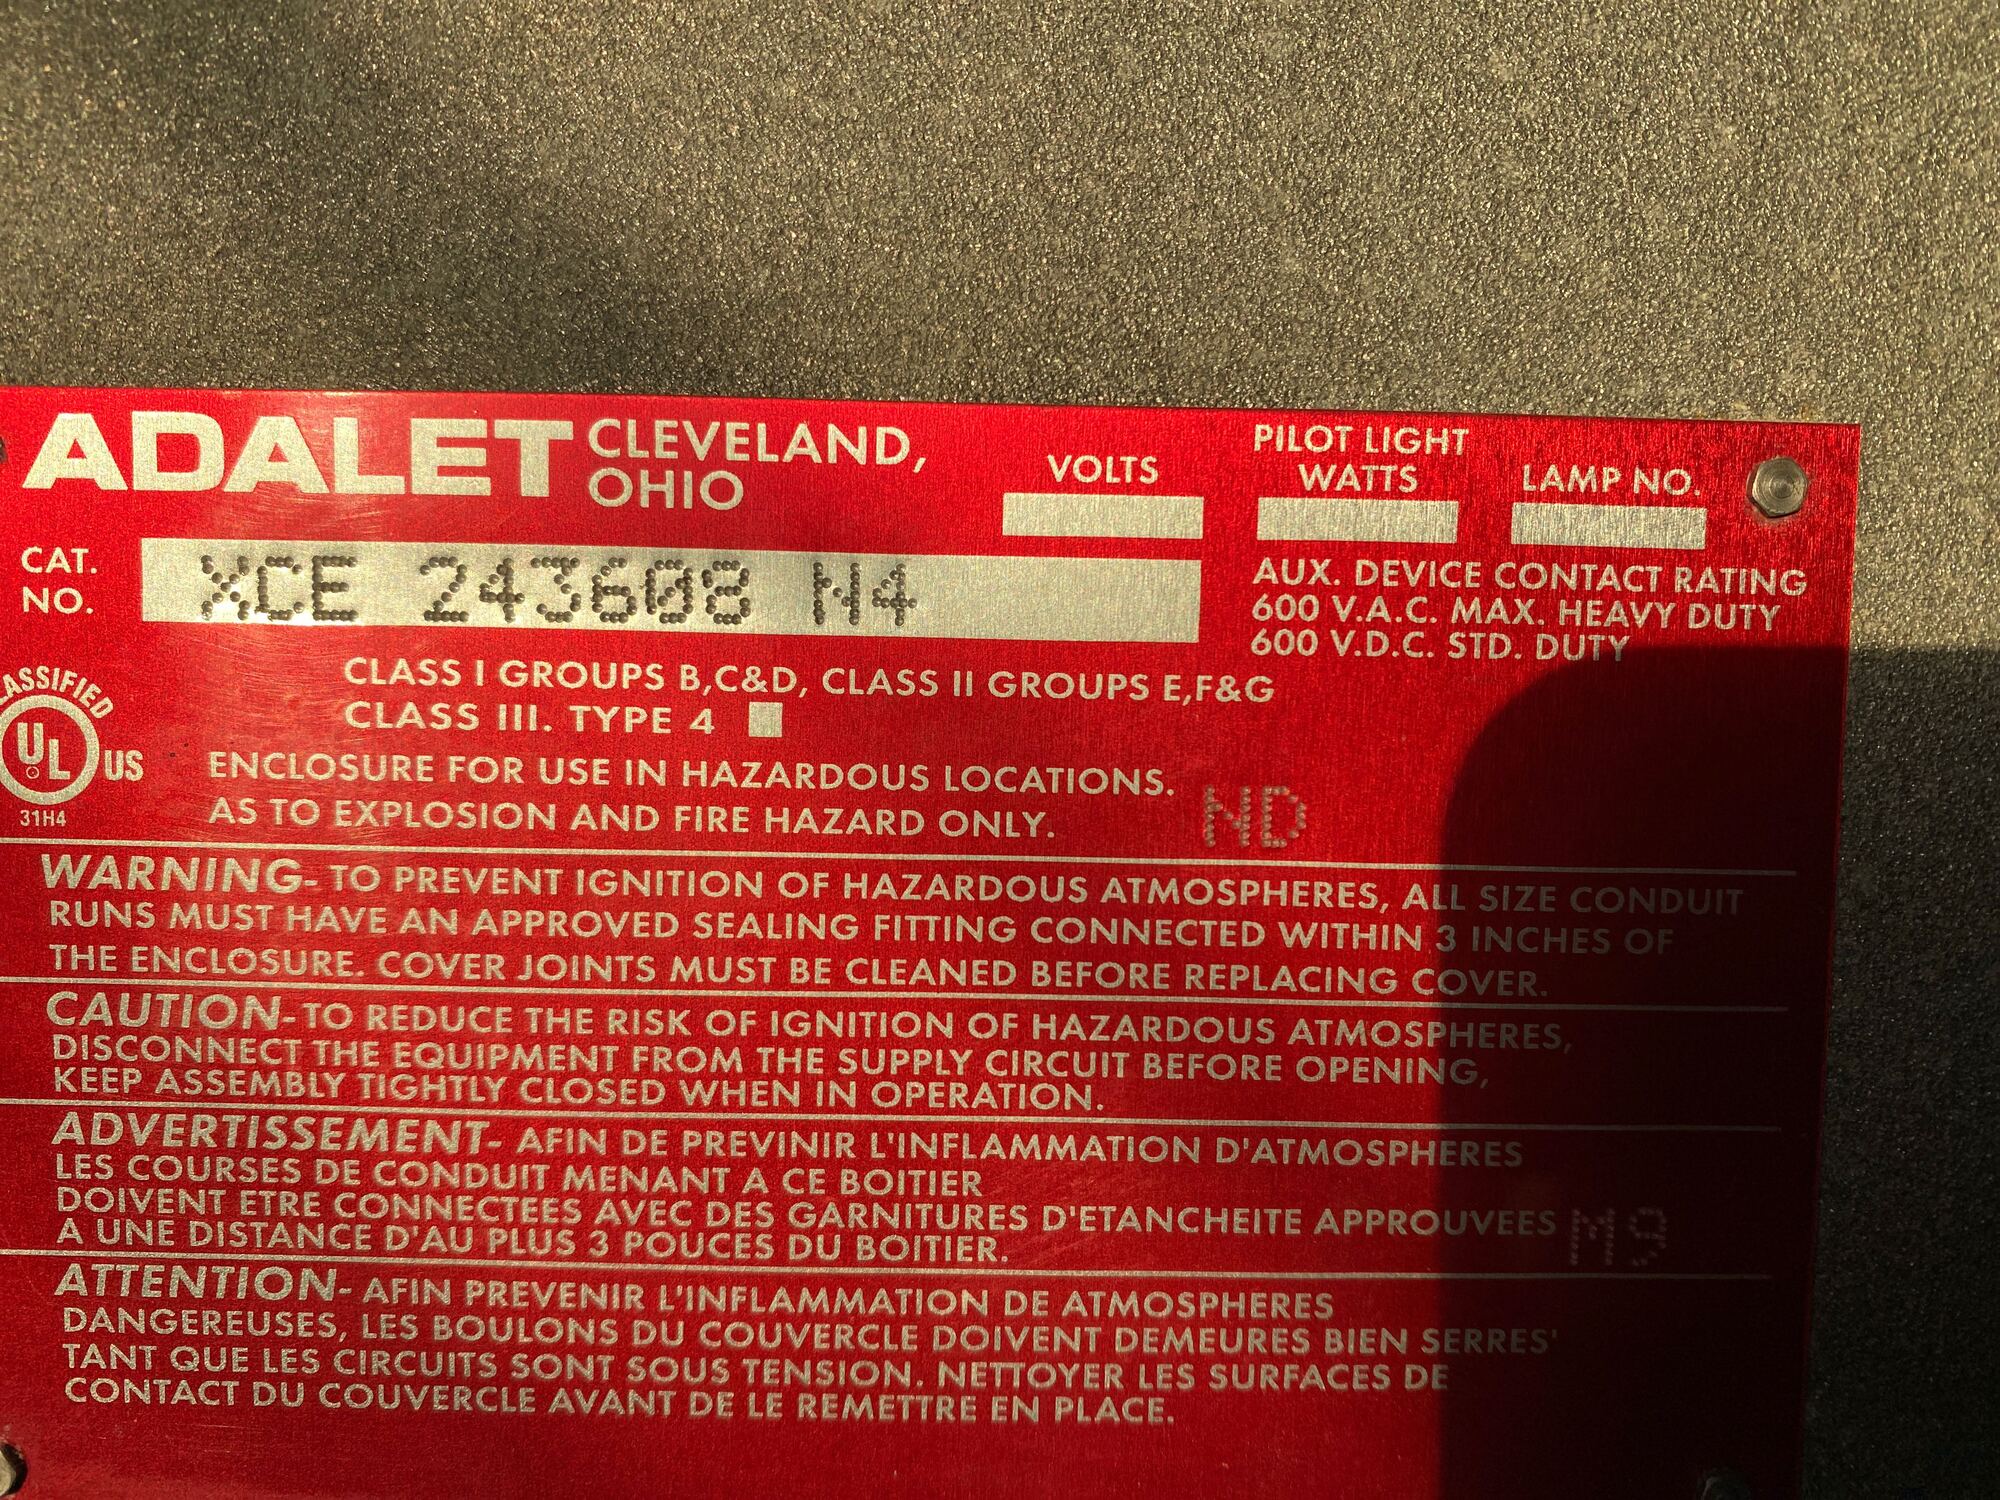 ADALET CLEVELAND,
OHIO
VOLTS
PILOT LIGHT
WATTS
LAMP NO.
CAT.
NO.
XCE 243608 N4
AUX. DEVICE CONTACT RATING
600 V.A.C. MAX. HEAVY DUTY
600 V.D.C. STD. DUTY
CLASS I GROUPS B,C&D, CLASS II GROUPS E,F&G
CLASS III. TYPE 4
UL US
31H4
ENCLOSURE FOR USE IN HAZARDOUS LOCATIONS.
AS TO EXPLOSION AND FIRE HAZARD ONLY.
ND
WARNING- TO PREVENT IGNITION OF HAZARDOUS ATMOSPHERES, ALL SIZE CONDUIT
RUNS MUST HAVE AN APPROVED SEALING FITTING CONNECTED WITHIN 3 INCHES OF
THE ENCLOSURE. COVER JOINTS MUST BE CLEANED BEFORE REPLACING COVER.
CAUTION-TO REDUCE THE RISK OF IGNITION OF HAZARDOUS ATMOSPHERES,
DISCONNECT THE EQUIPMENT FROM THE SUPPLY CIRCUIT BEFORE OPENING,
KEEP ASSEMBLY TIGHTLY CLOSED WHEN IN OPERATION.
ADVERTISSEMENT- AFIN DE PREVINIR L'INFLAMMATION D'ATMOSPHERES
LES COURSES DE CONDUIT MENANT A CE BOITIER
DOIVENT ETRE CONNECTEES AVEC DES GARNITURES D'ETANCHEITE APPROUVEES
A UNE DISTANCE D'AU PLUS 3 POUCES DU BOITIER.
M9
ATTENTION- AFIN PREVENIR L'INFLAMMATION DE ATMOSPHERES
DANGEREUSES, LES BOULONS DU COUVERCLE DOIVENT DEMEURES BIEN SERRES'
TANT QUE LES CIRCUITS SONT SOUS TENSION. NETTOYER LES SURFACES DE
CONTACT DU COUVERCLE AVANT DE LE REMETTRE EN PLACE.